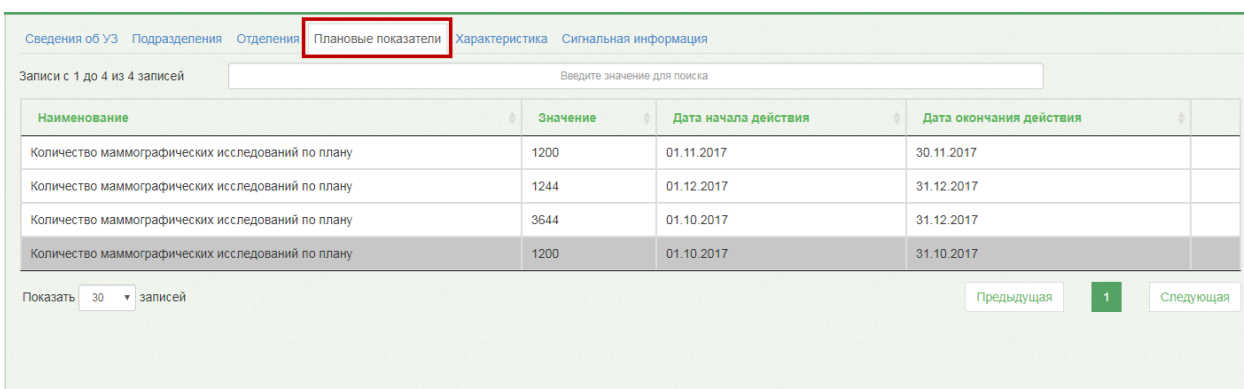 Сведения об УЗ Подразделения Отделения Плановые показатели Характеристика Сигнальная информация
Записи с 1 до 4 из 4 записей Введите значение для поиска
Наименование Значение Дата начала действия Дата окончания действия
Количество маммографических исследований по плану 1200 01.11.2017 30.11.2017
Количество маммографических исследований по плану 1244 01.12.2017 31.12.2017
Количество маммографических исследований по плану 3644 01.10.2017 31.12.2017
Количество маммографических исследований по плану 1200 01.10.2017 31.10.2017
Показать 30 записей Предыдущая 1 Следующая